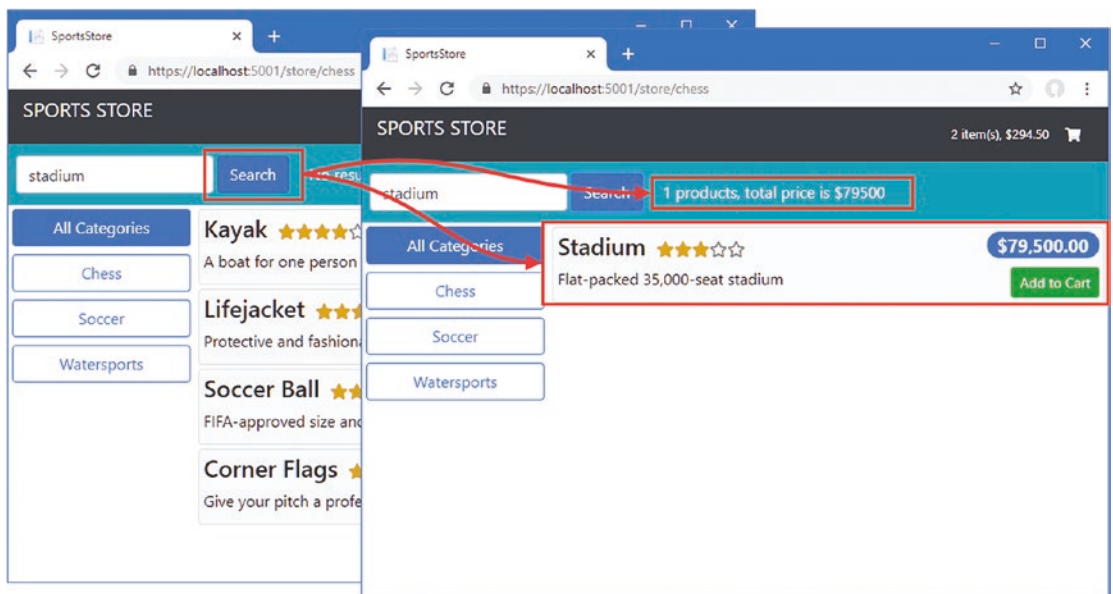 SportsStore
https://localhost:5001/store/chess
SPORTS STORE
stadium
Search
All Categories
Chess
Soccer
Watersports
Kayak
A boat for one person
Lifejacket
Protective and
Soccer Ball
FIFA-approved size
Corner Flags
Give your pitch a
SportsStore
https://localhost:5001/store/chess
SPORTS STORE
2 item(s), $294.50
stadium
Search
1 products, total price is $79500
All Categories
Chess
Soccer
Watersports
Stadium
$79,500.00
Flat-packed 35,000-seat stadium
Add to Cart